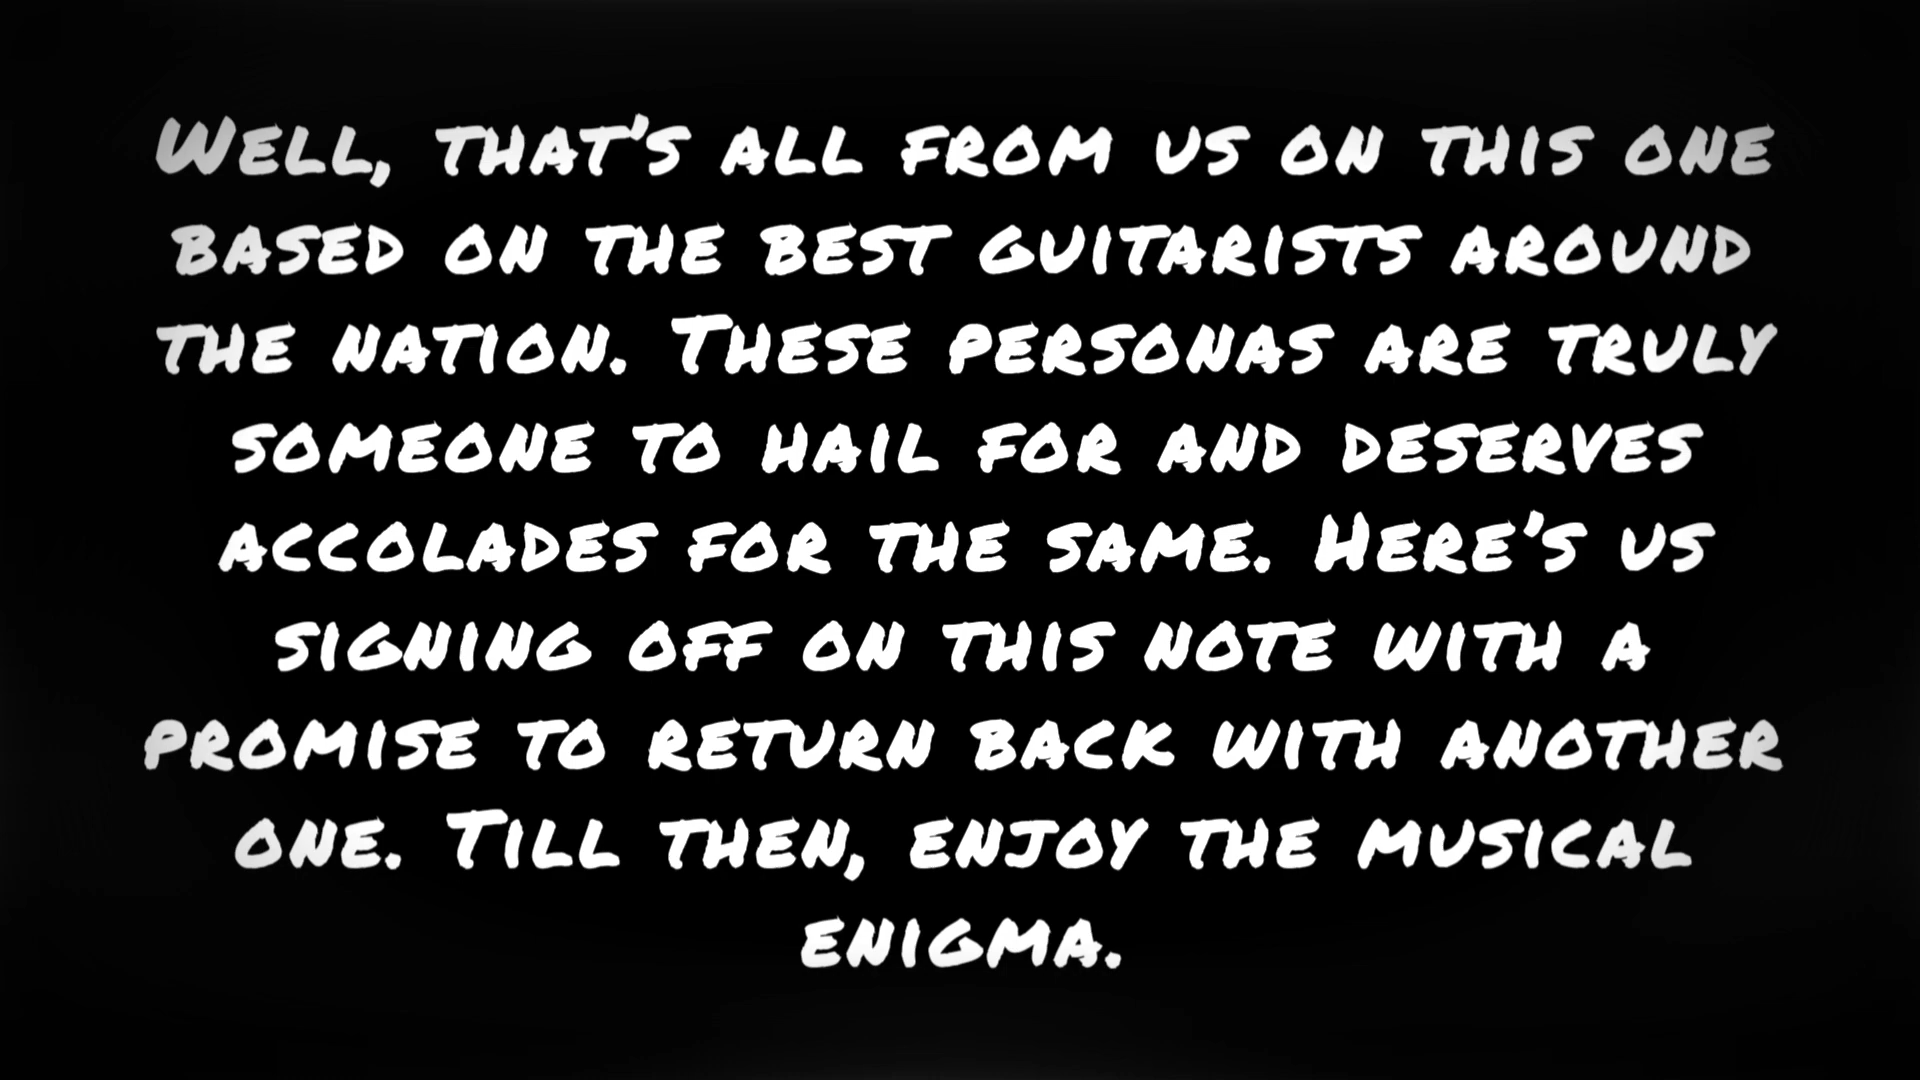 Well, that's all from us on this one
based on the best guitarists around
the nation. These personas are truly
someone to hail for and deserves
accolades for the same. Here's us
signing off on this note with a
promise to return back with another
one. Till then, enjoy the musical
enigma.